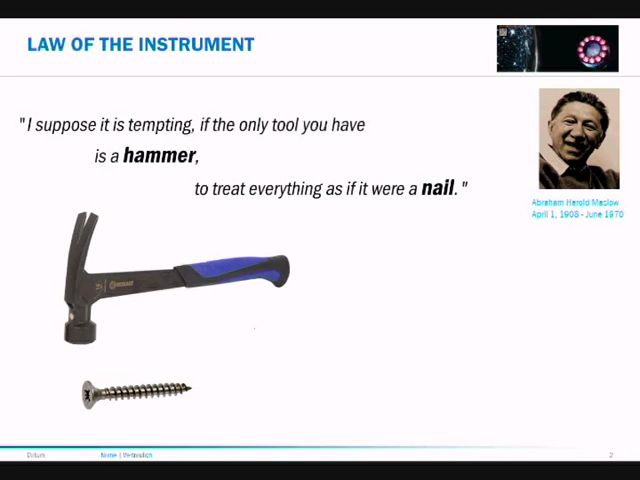 LAW OF THE INSTRUMENT
"I suppose it is tempting, if the only tool you have
is a hammer,
to treat everything as if it were a nail. "
Abraham Harold Maslow
April 1, 1908 - June 1970
Datum
Name | Vertraulich
2